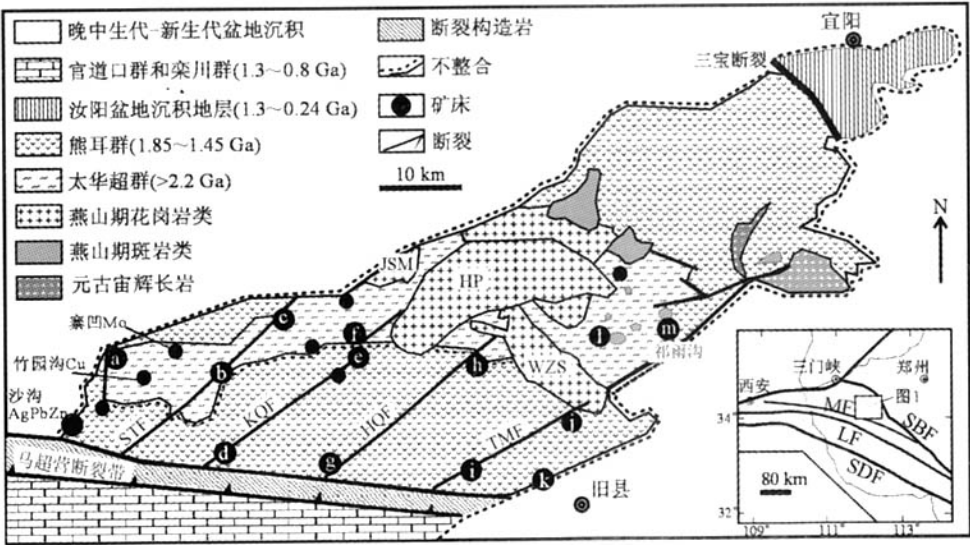 晚中生代-新生代盆地沉积
官道口群和栾川群(1.3~0.8 Ga)
汝阳盆地沉积地层(1.3~0.24 Ga)
熊耳群(1.85~1.45 Ga)
太华超群(>2.2 Ga)
燕山期花岗岩类
燕山期斑岩类
元古宙辉长岩
断裂构造岩
不整合
矿床
断裂
10 km
宜阳
三宝断裂
N
JSM
HP
WZS
寨凹Mo
竹园沟Cu
沙沟
AgPbZn
a
b
c
f
e
h
l
m
祁雨沟
STF
KQF
HQF
TMF
d
g
i
j
k
马超营断裂带
旧县
三门峡
郑州
西安
图1
MF
SBF
LF
SDF
34°
32°
80 km
109°
111°
113°